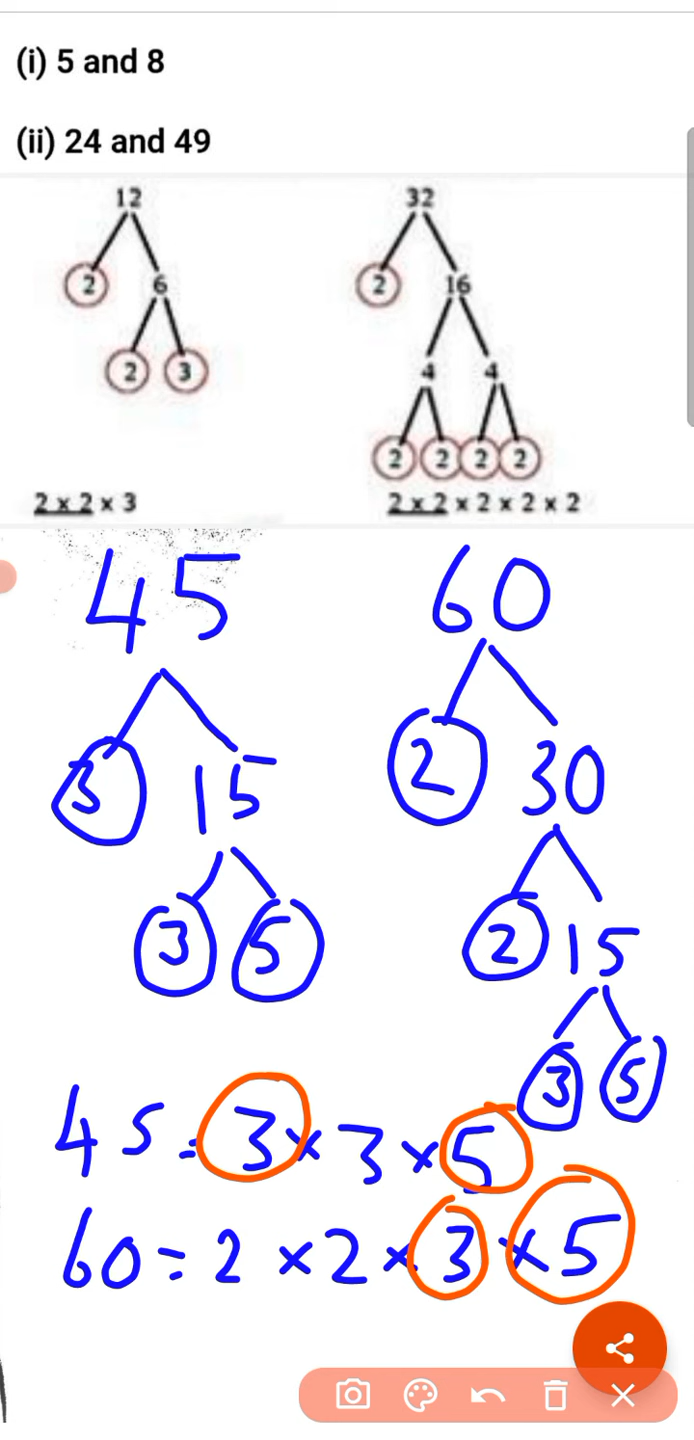 (i) 5 and 8
(ii) 24 and 49
12 32
2 6 2 16
2 3 4 4
2 2 2 2
2 x 2 x 3 2 x 2 x 2 x 2 x 2
45 60
3 15 2 30
3 5 2 15
3 5
45 = 3 x 3 x 5
60 = 2 x 2 x 3 x 5